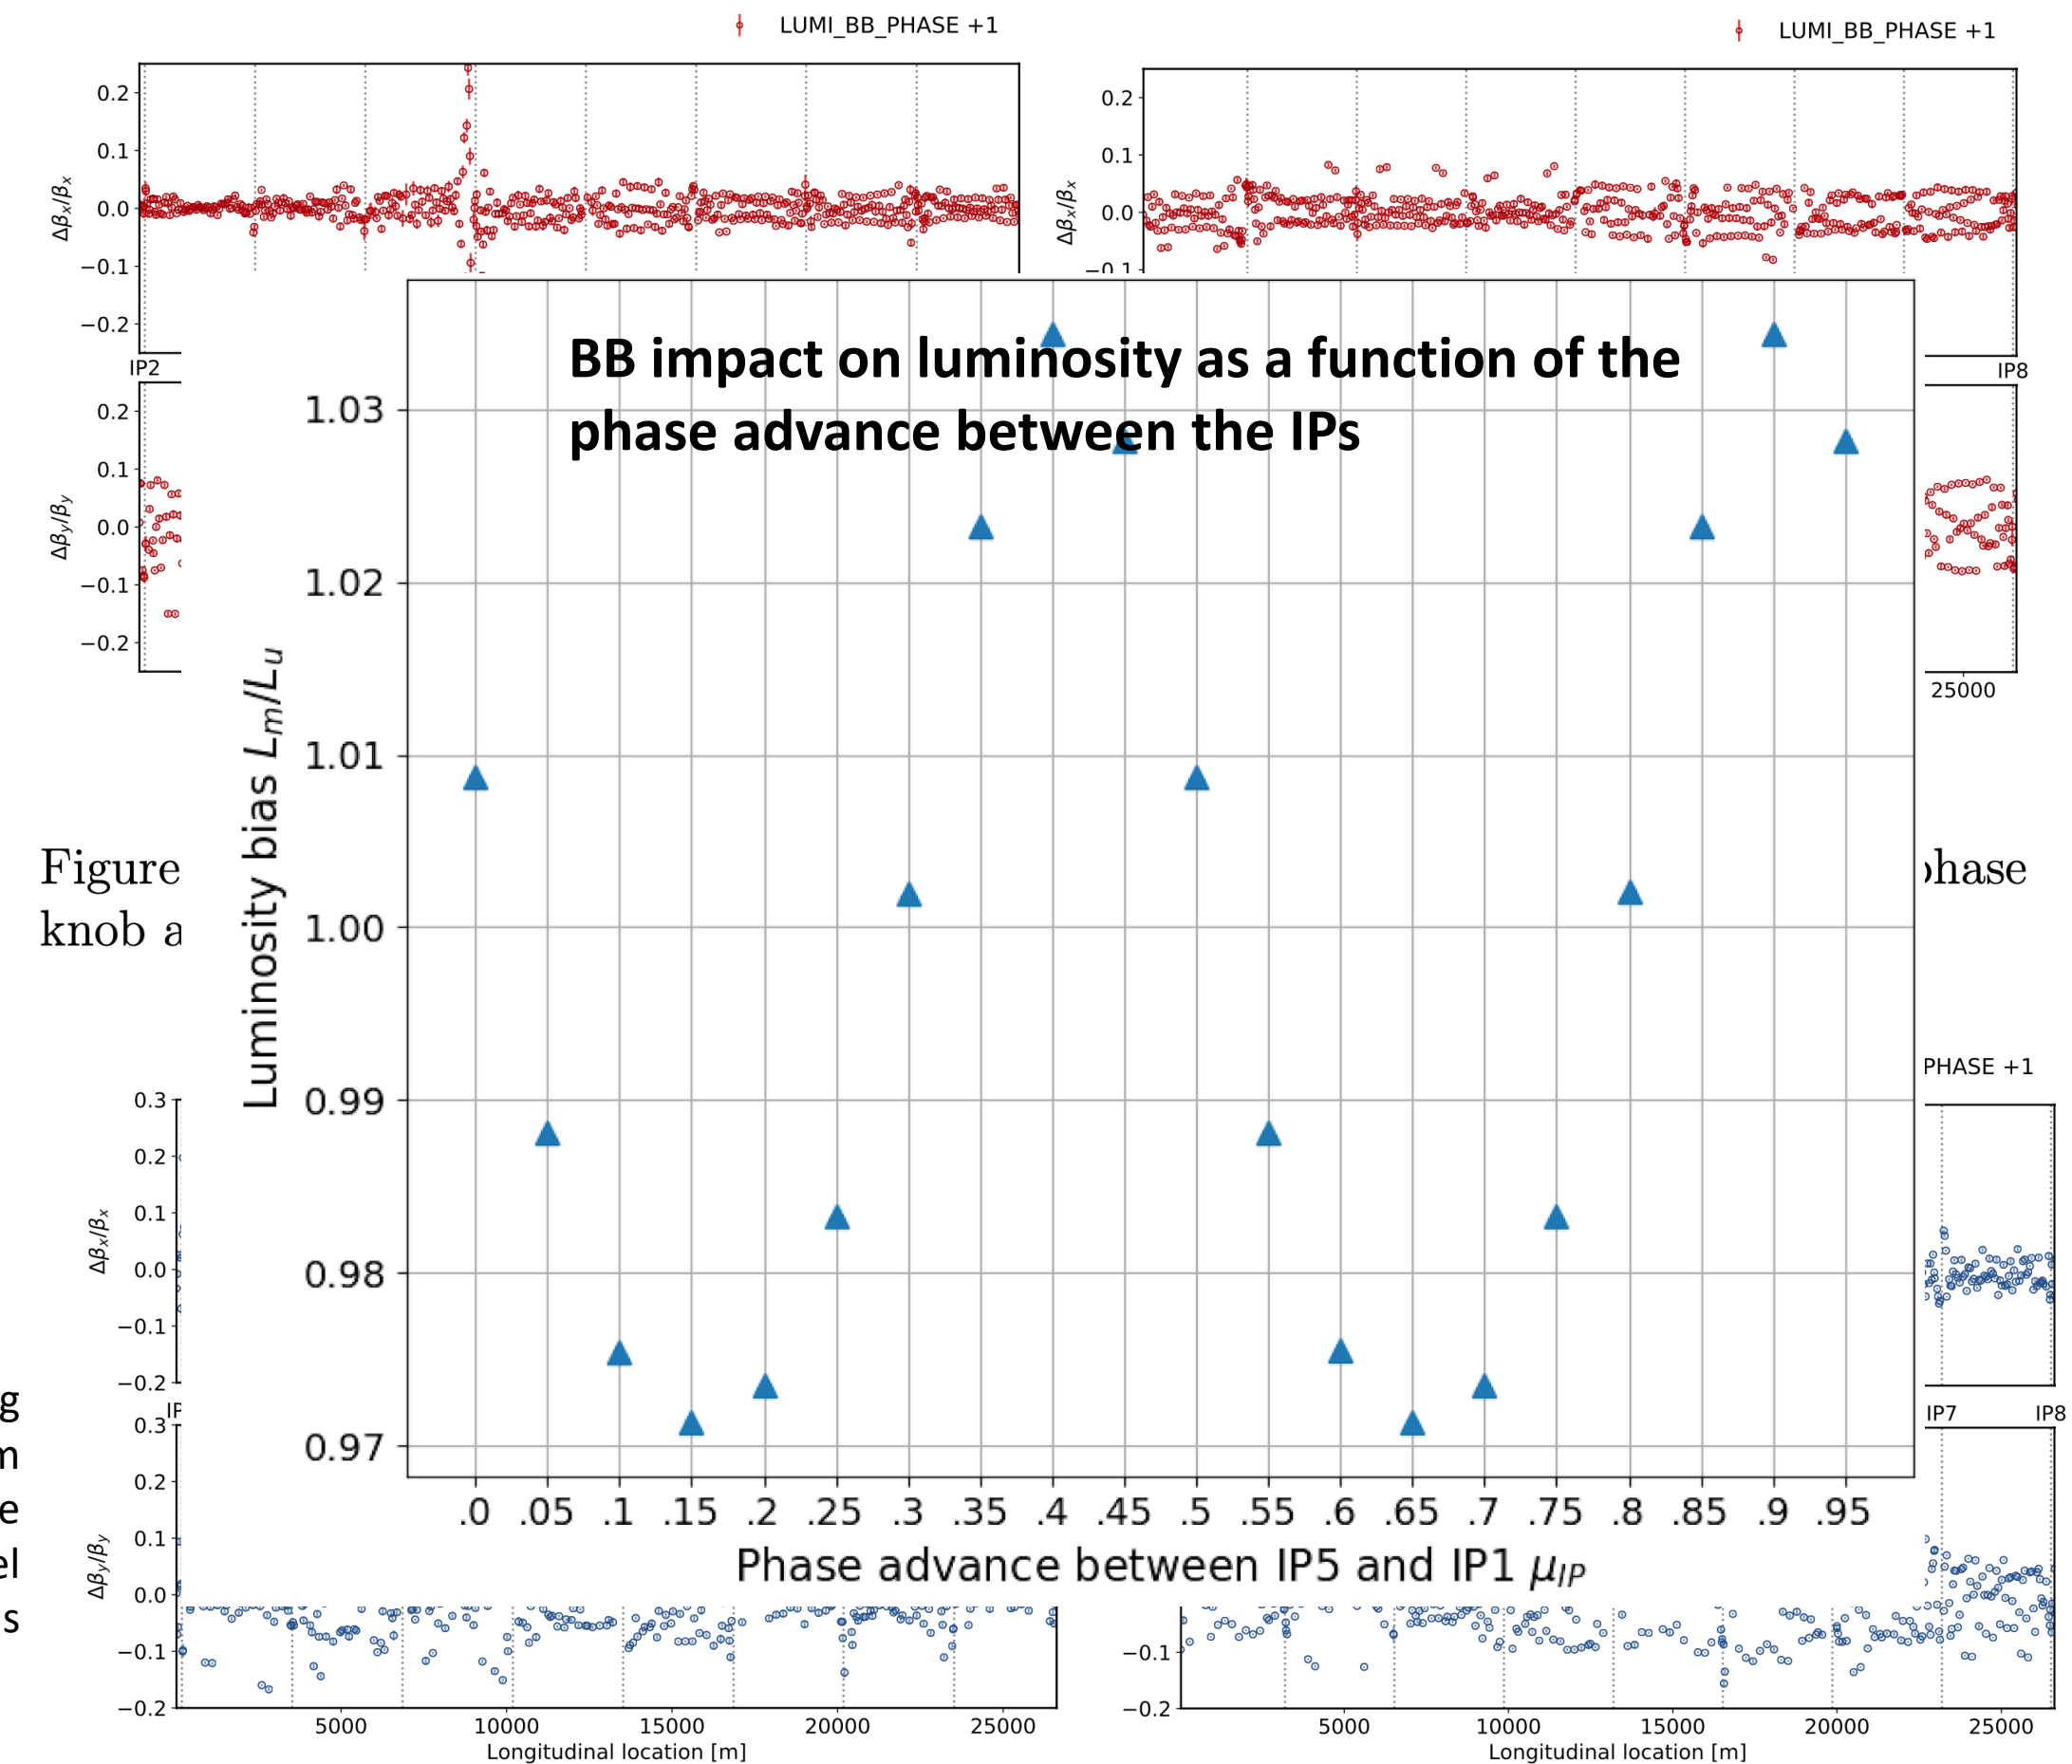 LUMI_BB_PHASE +1
LUMI_BB_PHASE +1
0.2
0.1
0.0
−0.1
−0.2
Δβx/βx
0.2
0.1
0.0
−0.1
Δβx/βx
IP2
IP8
0.2
0.1
0.0
−0.1
−0.2
Δβy/βy
25000
BB impact on luminosity as a function of the
phase advance between the IPs
1.03
1.02
1.01
1.00
0.99
0.98
0.97
Luminosity bias Lm/Lu
.0 .05 .1 .15 .2 .25 .3 .35 .4 .45 .5 .55 .6 .65 .7 .75 .8 .85 .9 .95
Phase advance between IP5 and IP1 μIP
Figure
phase
knob a
PHASE +1
0.3
0.2
0.1
0.0
−0.1
−0.2
Δβx/βx
IP7 IP8
0.3
0.2
0.1
0.0
−0.1
−0.2
Δβy/βy
−0.1
−0.2
5000 10000 15000 20000 25000
Longitudinal location [m]
5000 10000 15000 20000 25000
Longitudinal location [m]
g
m
e
el
s